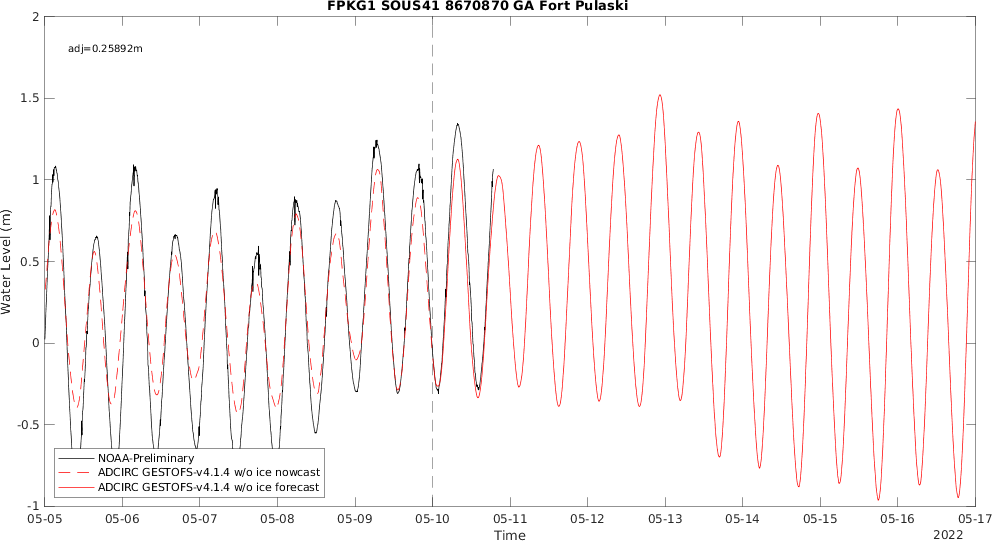 FPKG1 SOUS41 8670870 GA Fort Pulaski
adj=0.25892m
Water Level (m)
2
1.5
1
0.5
0
-0.5
-1
NOAA-Preliminary
ADCIRC GESTOFS-v4.1.4 w/o ice nowcast
ADCIRC GESTOFS-v4.1.4 w/o ice forecast
05-05 05-06 05-07 05-08 05-09 05-10 05-11 05-12 05-13 05-14 05-15 05-16 05-17
Time
2022